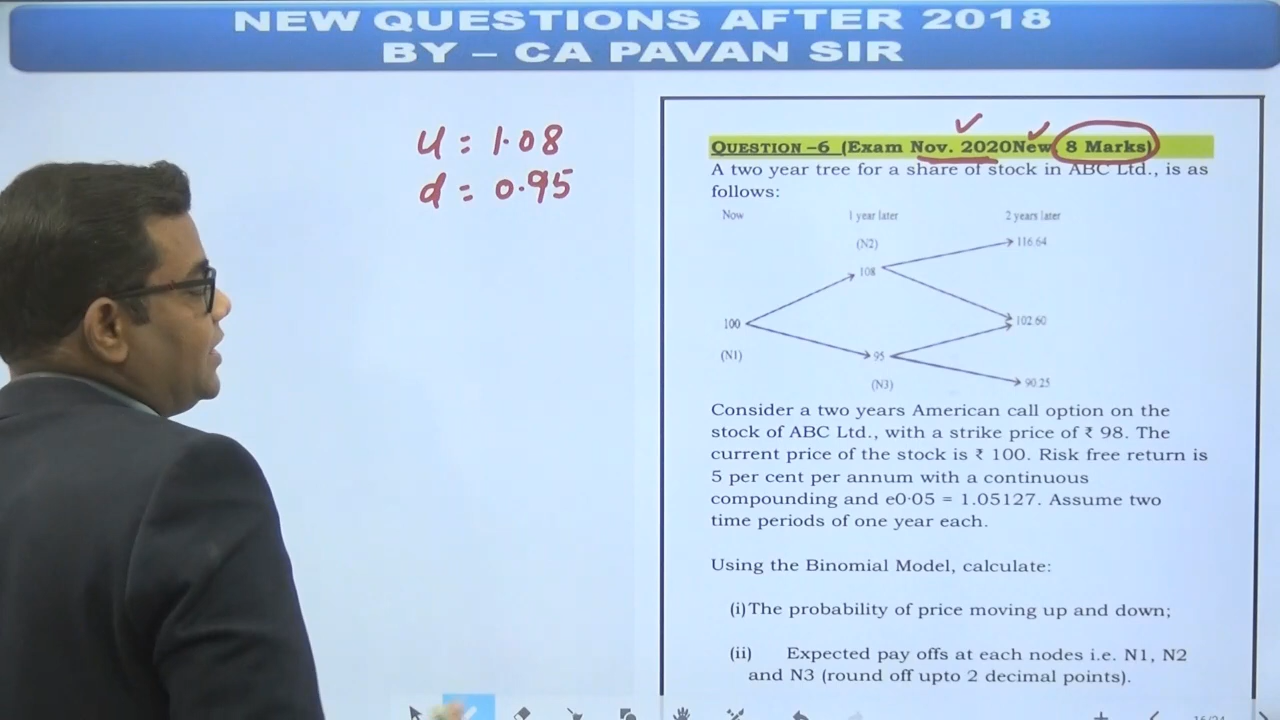 NEW QUESTIONS AFTER 2018
BY – CA PAVAN SIR
U = 1.08
d = 0.95
QUESTION –6 (Exam Nov. 2020New 8 Marks)
A two year tree for a share of stock in ABC Ltd., is as
follows:
Now 1 year later 2 years later
(N2) 116.64
108
100 102.60
(N1) 95
(N3) 90.25
Consider a two years American call option on the
stock of ABC Ltd., with a strike price of ₹ 98. The
current price of the stock is ₹ 100. Risk free return is
5 per cent per annum with a continuous
compounding and e0·05 = 1.05127. Assume two
time periods of one year each.
Using the Binomial Model, calculate:
(i)The probability of price moving up and down;
(ii) Expected pay offs at each nodes i.e. N1, N2
and N3 (round off upto 2 decimal points).